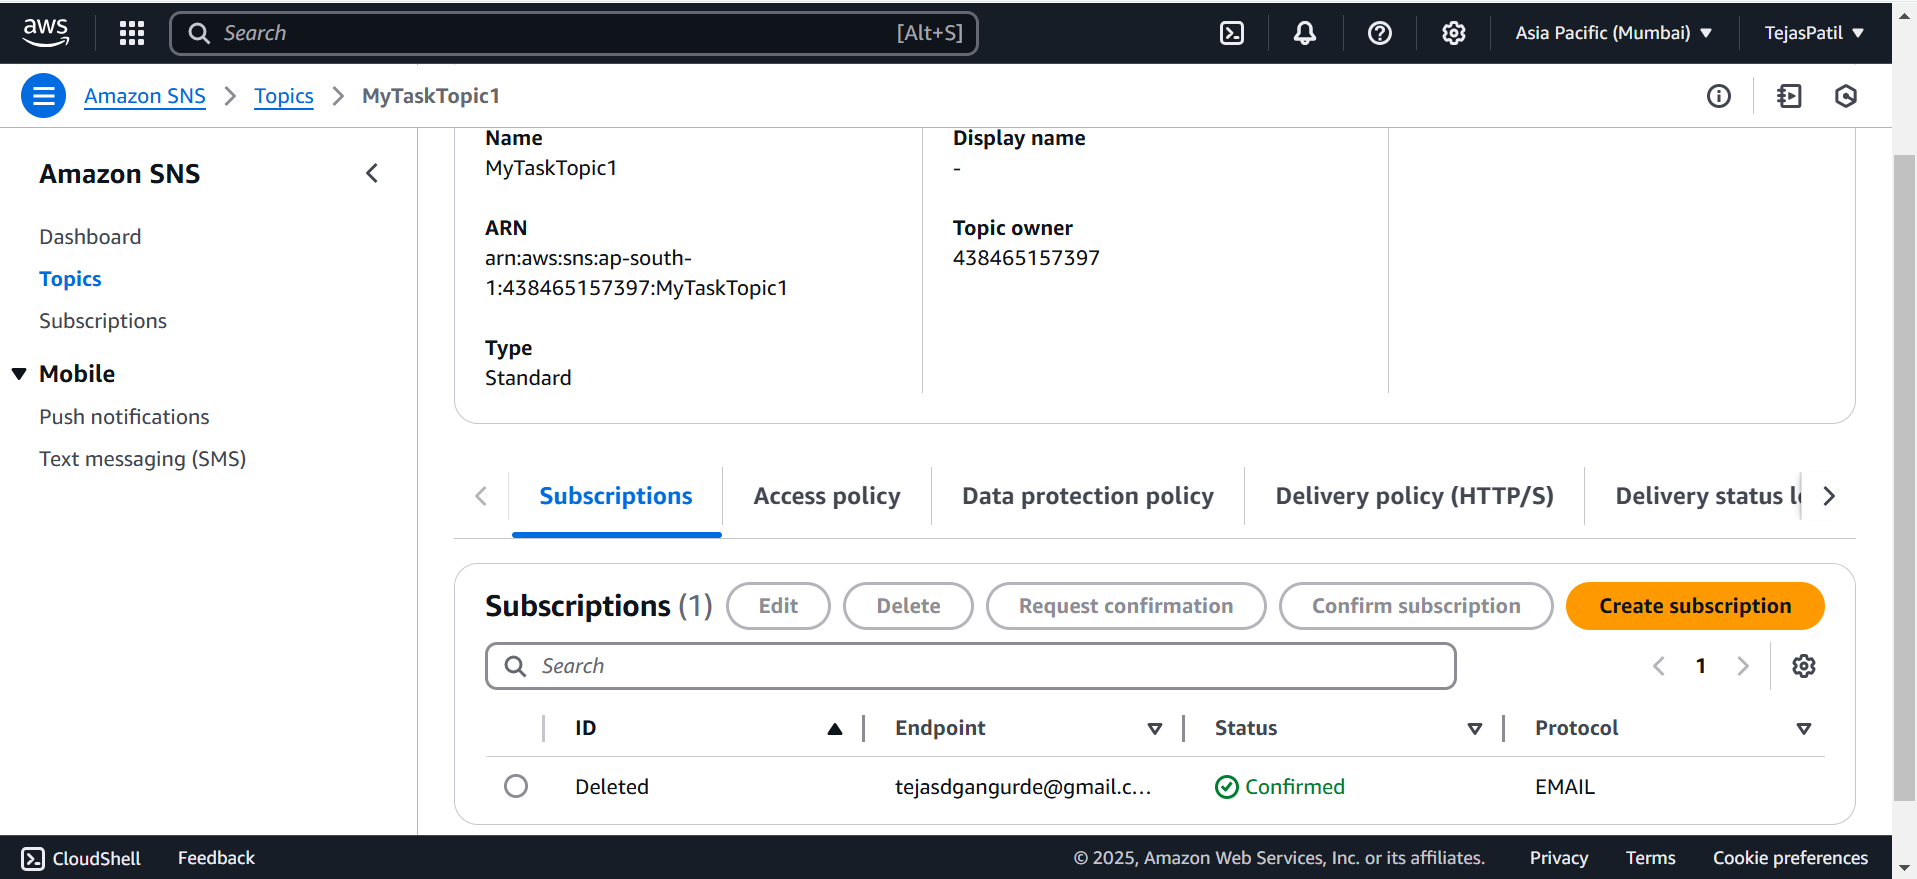 aws
Search [Alt+S]
Asia Pacific (Mumbai)
TejasPatil
Amazon SNS
Topics
MyTaskTopic1
Amazon SNS
Dashboard
Topics
Subscriptions
Mobile
Push notifications
Text messaging (SMS)
Name
MyTaskTopic1
Display name
-
ARN
arn:aws:sns:ap-south-
1:438465157397:MyTaskTopic1
Topic owner
438465157397
Type
Standard
Subscriptions
Access policy
Data protection policy
Delivery policy (HTTP/S)
Delivery status
Subscriptions (1)
Edit
Delete
Request confirmation
Confirm subscription
Create subscription
Search
1
ID
Endpoint
Status
Protocol
Deleted
tejasdgangurde@gmail.c...
Confirmed
EMAIL
CloudShell
Feedback
© 2025, Amazon Web Services, Inc. or its affiliates.
Privacy
Terms
Cookie preferences